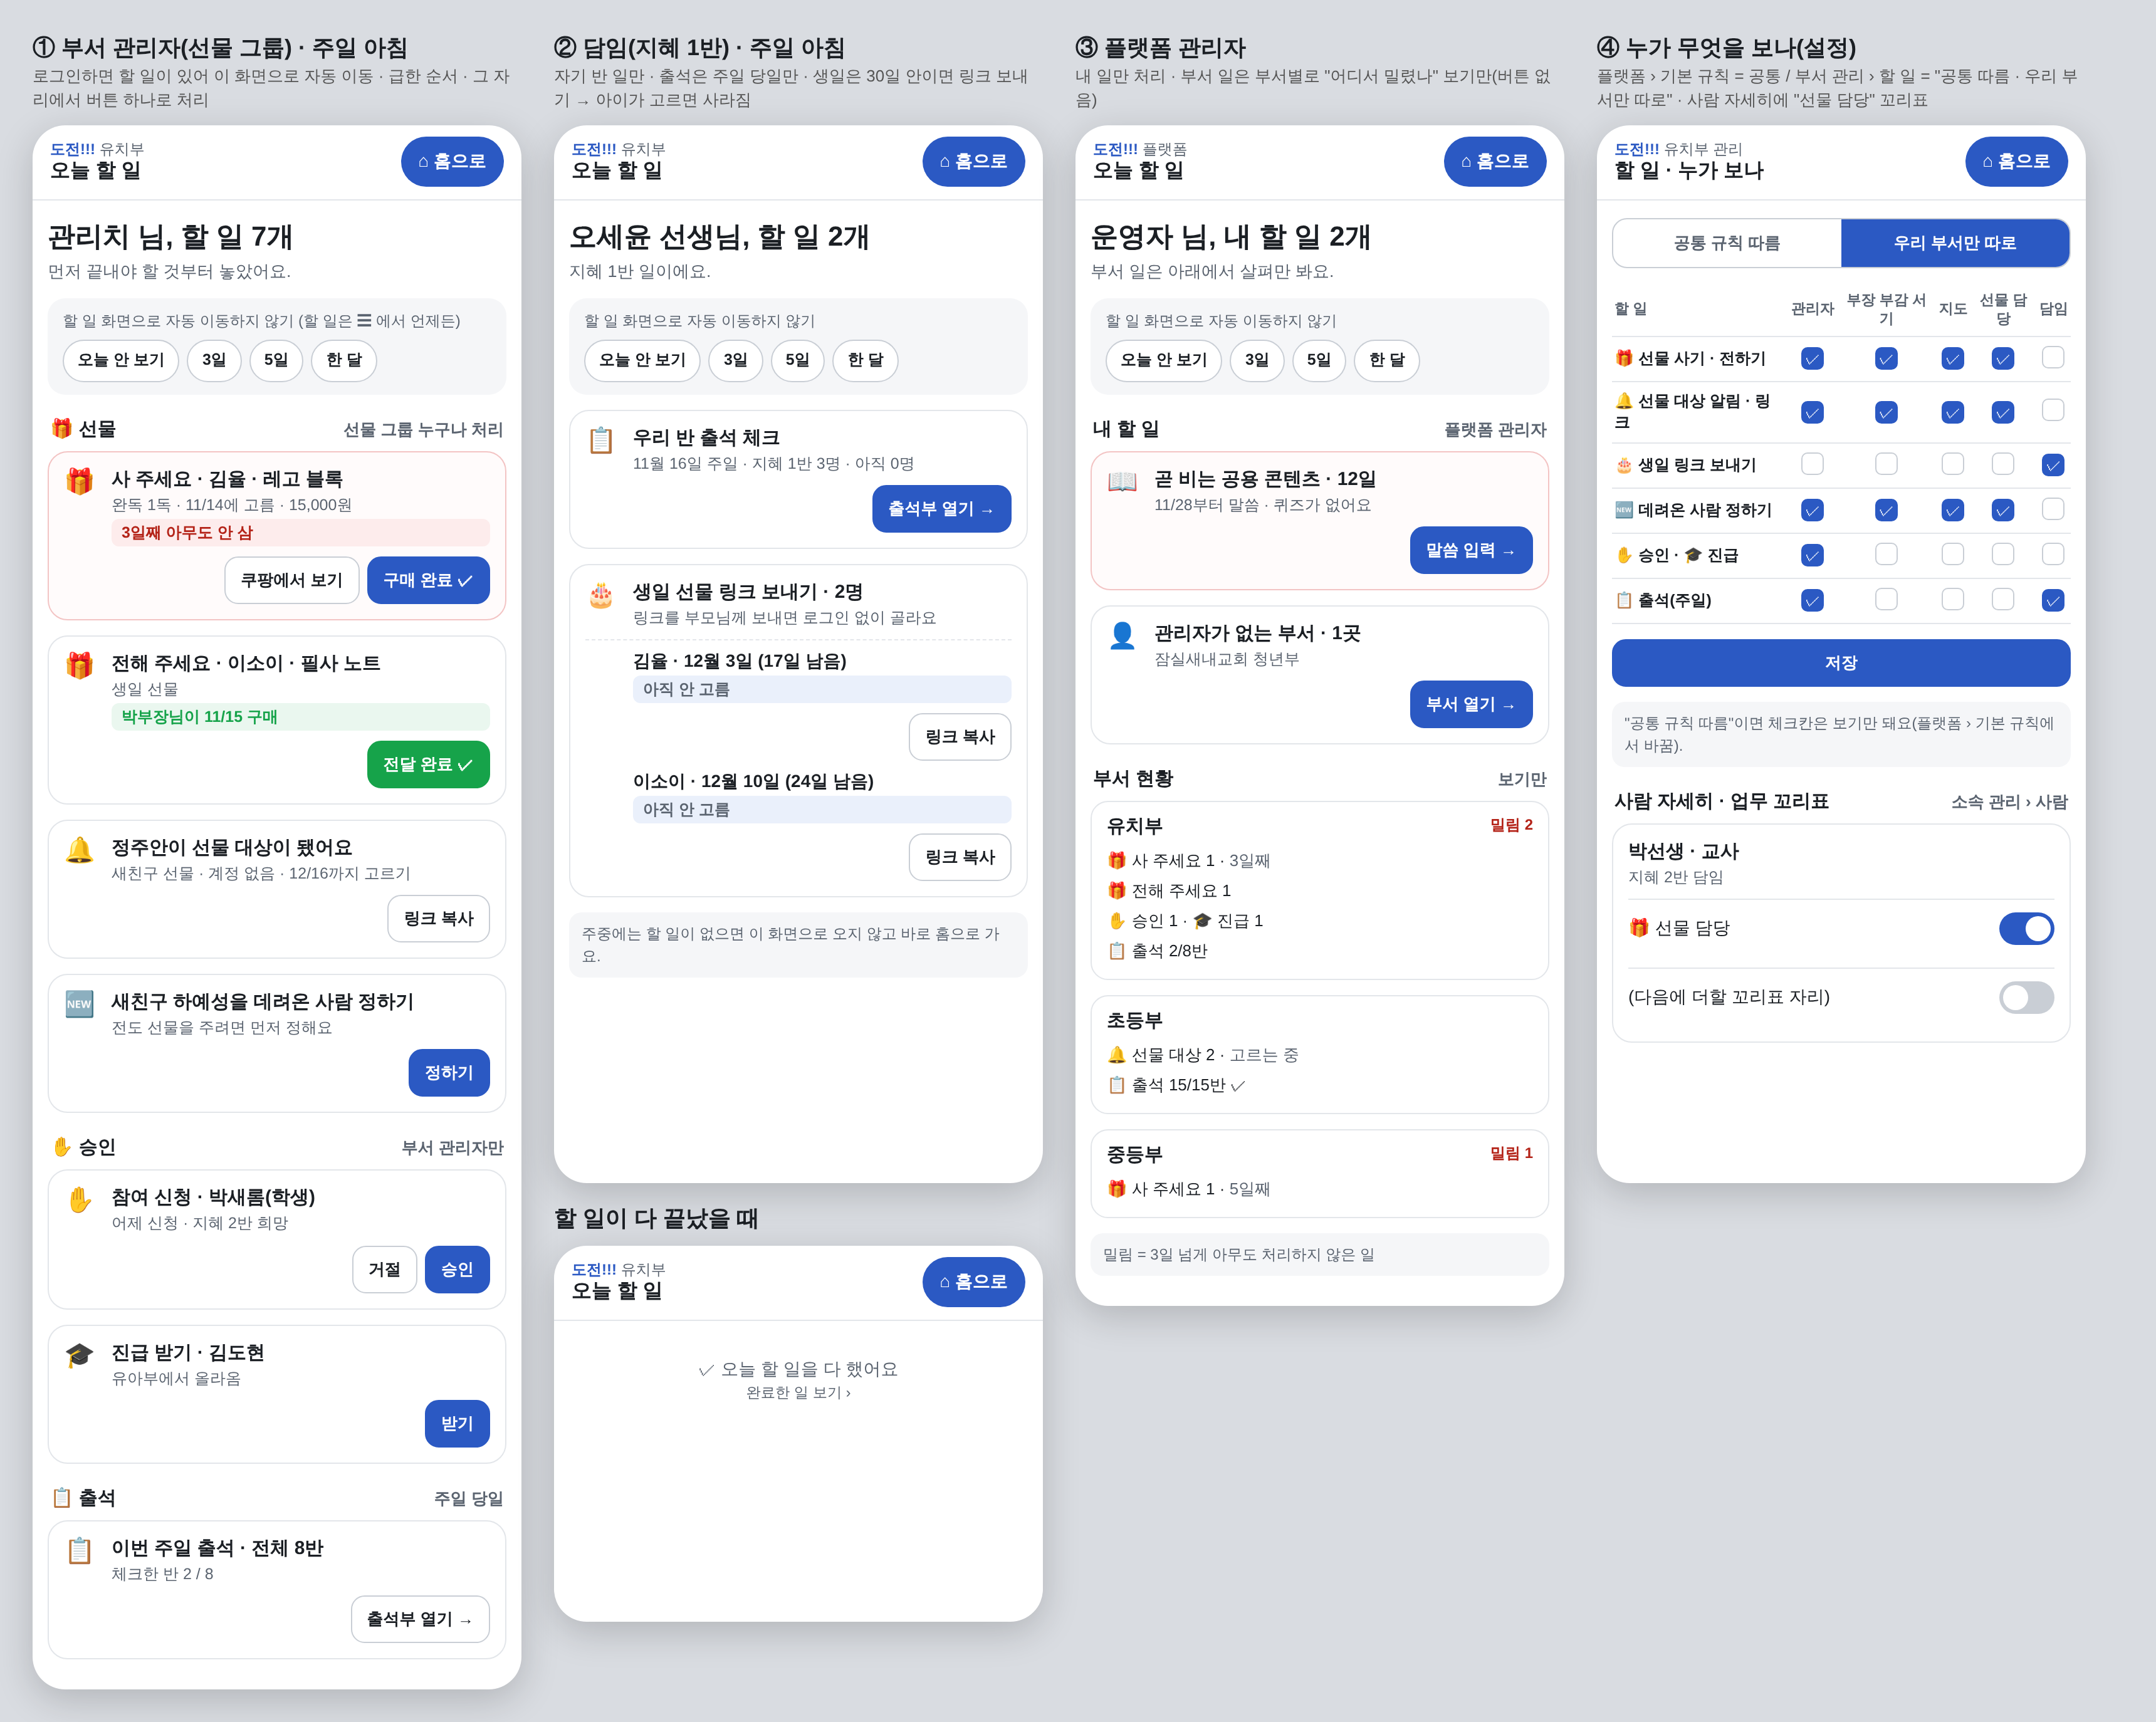 ① 부서 관리자(선물 그룹) · 주일 아침
로그인하면 할 일이 있어 이 화면으로 자동 이동 · 급한 순서 · 그 자
리에서 버튼 하나로 처리
도전!!! 유치부
오늘 할 일
⌂ 홈으로
관리치 님, 할 일 7개
먼저 끝내야 할 것부터 놓았어요.
할 일 화면으로 자동 이동하지 않기 (할 일은 ☰ 에서 언제든)
오늘 안 보기
3일
5일
한 달
🎁 선물
선물 그룹 누구나 처리
🎁 사 주세요 · 김율 · 레고 블록
완독 1독 · 11/14에 고름 · 15,000원
3일째 아무도 안 삼
쿠팡에서 보기
구매 완료 ✓
🎁 전해 주세요 · 이소이 · 필사 노트
생일 선물
박부장님이 11/15 구매
전달 완료 ✓
🔔 정주안이 선물 대상이 됐어요
새친구 선물 · 계정 없음 · 12/16까지 고르기
링크 복사
🆕 새친구 하예성을 데려온 사람 정하기
전도 선물을 주려면 먼저 정해요
정하기
✋ 승인
부서 관리자만
✋ 참여 신청 · 박새롬(학생)
어제 신청 · 지혜 2반 희망
거절
승인
🎓 진급 받기 · 김도현
유아부에서 올라옴
받기
📋 출석
주일 당일
📋 이번 주일 출석 · 전체 8반
체크한 반 2 / 8
출석부 열기 →
② 담임(지혜 1반) · 주일 아침
자기 반 일만 · 출석은 주일 당일만 · 생일은 30일 안이면 링크 보내
기 → 아이가 고르면 사라짐
도전!!! 유치부
오늘 할 일
⌂ 홈으로
오세윤 선생님, 할 일 2개
지혜 1반 일이에요.
할 일 화면으로 자동 이동하지 않기
오늘 안 보기
3일
5일
한 달
📋 우리 반 출석 체크
11월 16일 주일 · 지혜 1반 3명 · 아직 0명
출석부 열기 →
🎂 생일 선물 링크 보내기 · 2명
링크를 부모님께 보내면 로그인 없이 골라요
김율 · 12월 3일 (17일 남음)
아직 안 고름
링크 복사
이소이 · 12월 10일 (24일 남음)
아직 안 고름
링크 복사
주중에는 할 일이 없으면 이 화면으로 오지 않고 바로 홈으로 가
요.
할 일이 다 끝났을 때
도전!!! 유치부
오늘 할 일
⌂ 홈으로
✓ 오늘 할 일을 다 했어요
완료한 일 보기 ›
③ 플랫폼 관리자
내 일만 처리 · 부서 일은 부서별로 "어디서 밀렸나" 보기만(버튼 없
음)
도전!!! 플랫폼
오늘 할 일
⌂ 홈으로
운영자 님, 내 할 일 2개
부서 일은 아래에서 살펴만 봐요.
할 일 화면으로 자동 이동하지 않기
오늘 안 보기
3일
5일
한 달
내 할 일
플랫폼 관리자
📖 곧 비는 공용 콘텐츠 · 12일
11/28부터 말씀 · 퀴즈가 없어요
말씀 입력 →
👤 관리자가 없는 부서 · 1곳
잠실새내교회 청년부
부서 열기 →
부서 현황
보기만
유치부
밀림 2
🎁 사 주세요 1 · 3일째
🎁 전해 주세요 1
✋ 승인 1 · 🎓 진급 1
📋 출석 2/8반
초등부
🔔 선물 대상 2 · 고르는 중
📋 출석 15/15반 ✓
중등부
밀림 1
🎁 사 주세요 1 · 5일째
밀림 = 3일 넘게 아무도 처리하지 않은 일
④ 누가 무엇을 보나(설정)
플랫폼 › 기본 규칙 = 공통 / 부서 관리 › 할 일 = "공통 따름 · 우리 부
서만 따로" · 사람 자세히에 "선물 담당" 꼬리표
도전!!! 유치부 관리
할 일 · 누가 보나
⌂ 홈으로
공통 규칙 따름
우리 부서만 따로
할 일
관리자
부장 부감 서
기
지도
선물 담
당
담임
🎁 선물 사기 · 전하기
🔔 선물 대상 알림 · 링
크
🎂 생일 링크 보내기
🆕 데려온 사람 정하기
✋ 승인 · 🎓 진급
📋 출석(주일)
저장
"공통 규칙 따름"이면 체크칸은 보기만 돼요(플랫폼 › 기본 규칙에
서 바꿈).
사람 자세히 · 업무 꼬리표
소속 관리 › 사람
박선생 · 교사
지혜 2반 담임
🎁 선물 담당
(다음에 더할 꼬리표 자리)